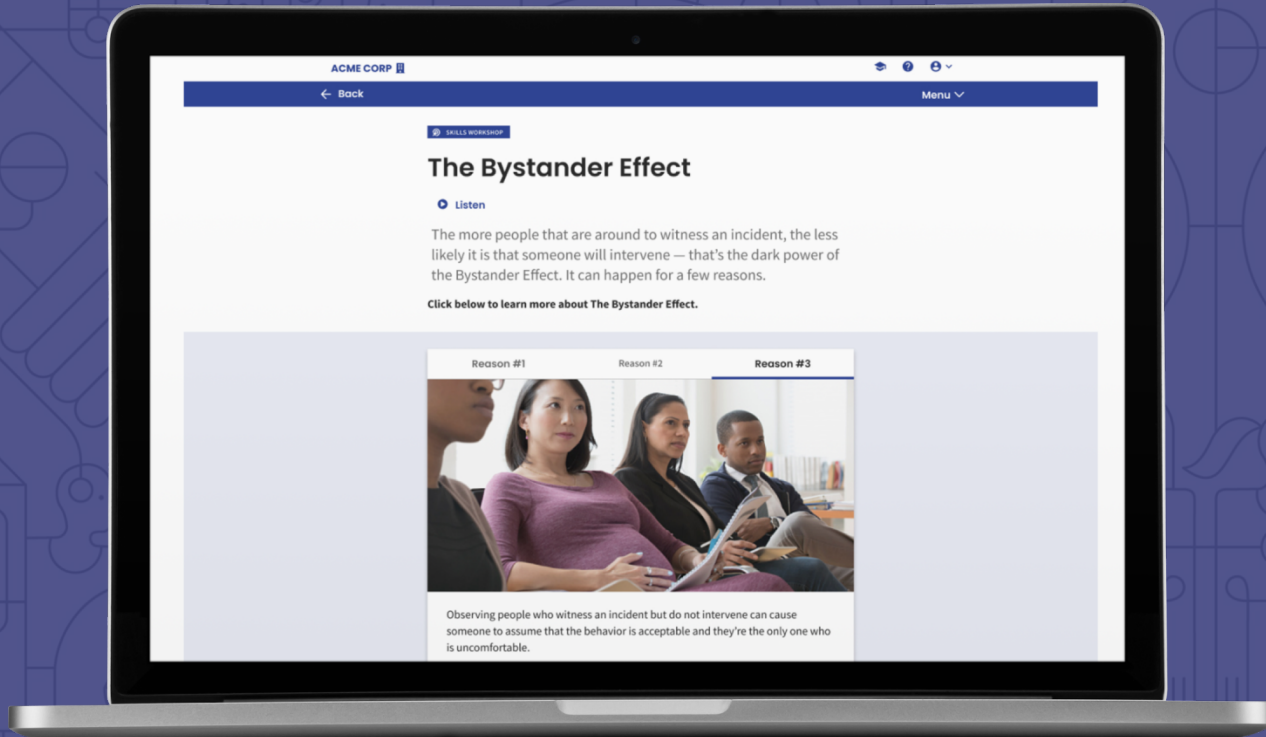 ACME CORP
Back
Menu
SKILLS WORKSHOP
The Bystander Effect
Listen
The more people that are around to witness an incident, the less
likely it is that someone will intervene — that's the dark power of
the Bystander Effect. It can happen for a few reasons.
Click below to learn more about The Bystander Effect.
Reason #1
Reason #2
Reason #3
Observing people who witness an incident but do not intervene can cause
someone to assume that the behavior is acceptable and they're the only one who
is uncomfortable.